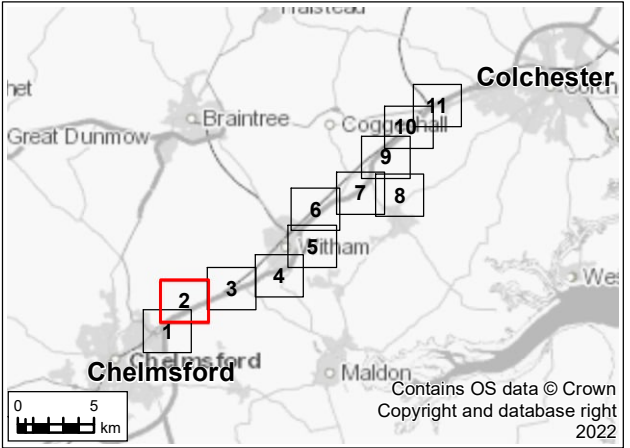 Halstead
Colchester
Braintree
Great Dunmow
Coggeshall
11
10
9
7
8
6
Witham
5
4
3
2
1
Chelmsford
Chelmsford
Maldon
0 5
km
Contains OS data © Crown
Copyright and database right
2022